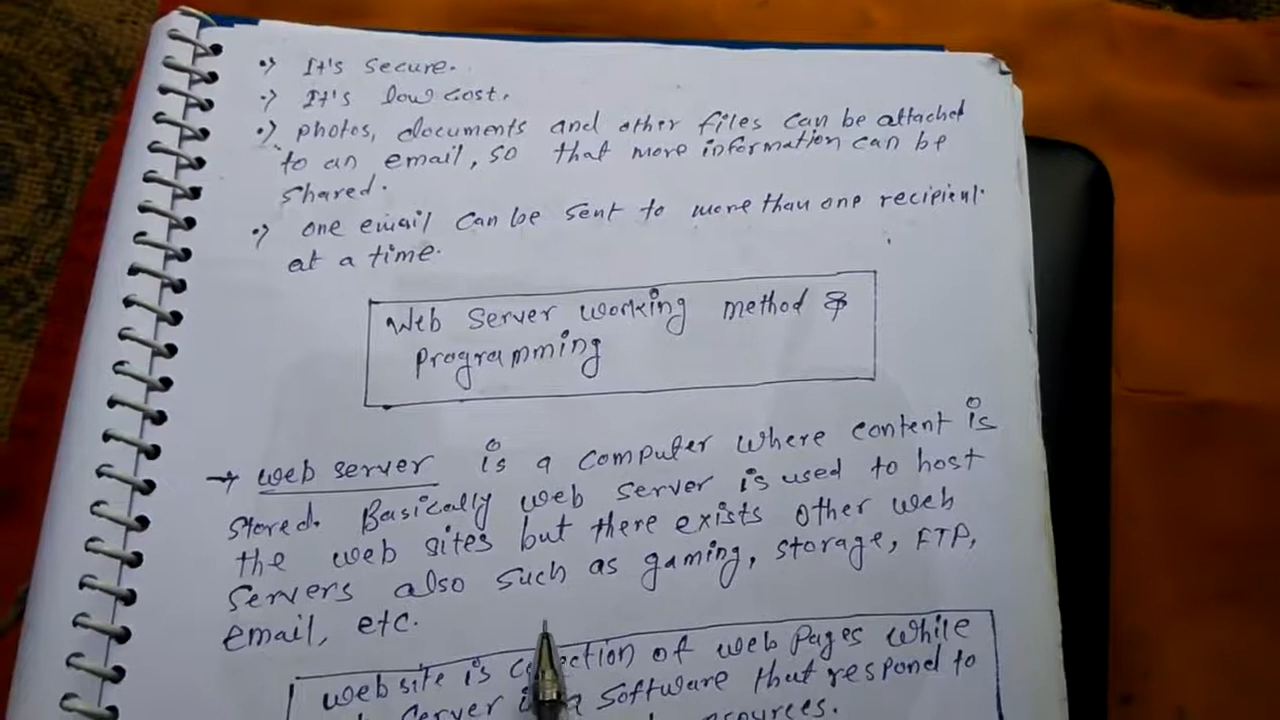 •) It's secure.
•) It's low cost.
•) photos, documents and other files can be attached
to an email, so that more information can be
shared.
•) one email can be sent to more than one recipient
at a time.
Web Server working method &
Programming
→ web server is a computer where content is
stored. Basically web server is used to host
the web sites but there exists other web
servers also such as gaming, storage, FTP,
email, etc.
website is of web pages while
server a software that respond to